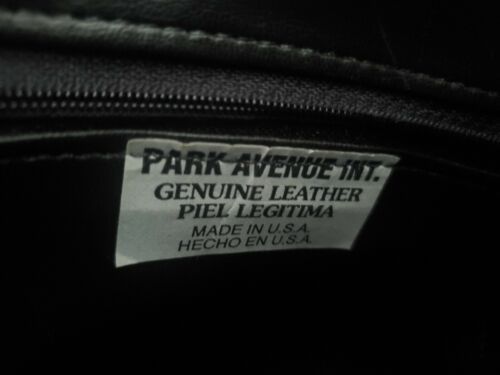 PARK AVENUE INT.
GENUINE LEATHER
PIEL LEGITIMA
MADE IN U.S.A.
HECHO EN U.S.A.